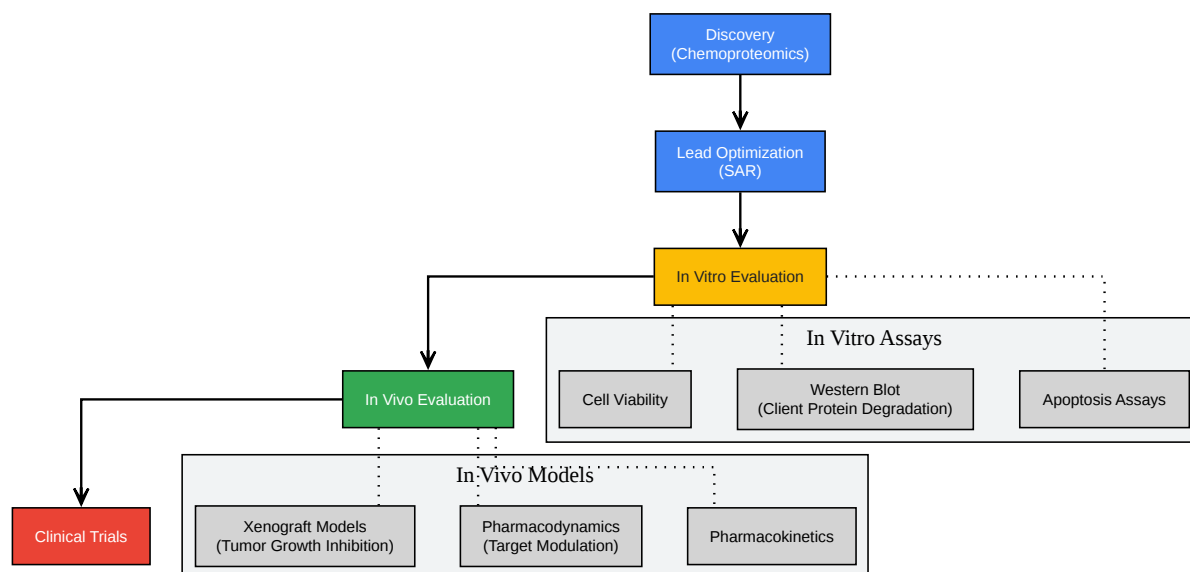 Discovery
(Chemoproteomics)
Lead Optimization
(SAR)
In Vitro Evaluation
In Vitro Assays
Cell Viability
Western Blot
(Client Protein Degradation)
Apoptosis Assays
In Vivo Evaluation
In Vivo Models
Xenograft Models
(Tumor Growth Inhibition)
Pharmacodynamics
(Target Modulation)
Pharmacokinetics
Clinical Trials